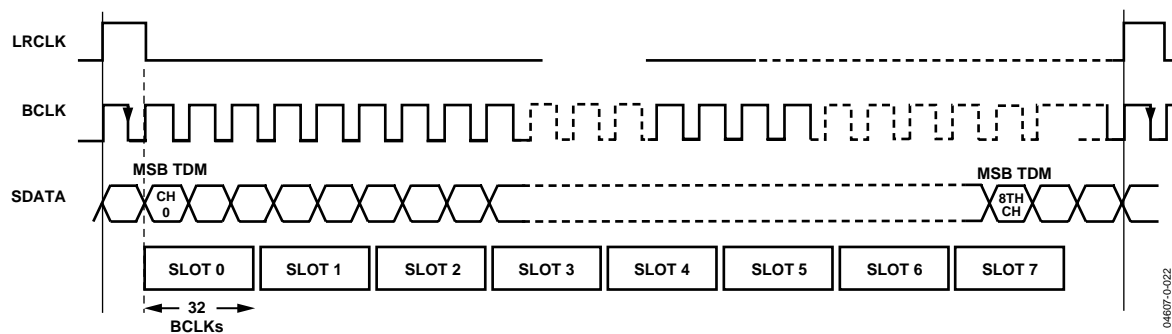 LRCLK
BCLK
MSB TDM
MSB TDM
SDATA
CH
0
8TH
CH
SLOT 0
SLOT 1
SLOT 2
SLOT 3
SLOT 4
SLOT 5
SLOT 6
SLOT 7
32
BCLKs
04607-0-022